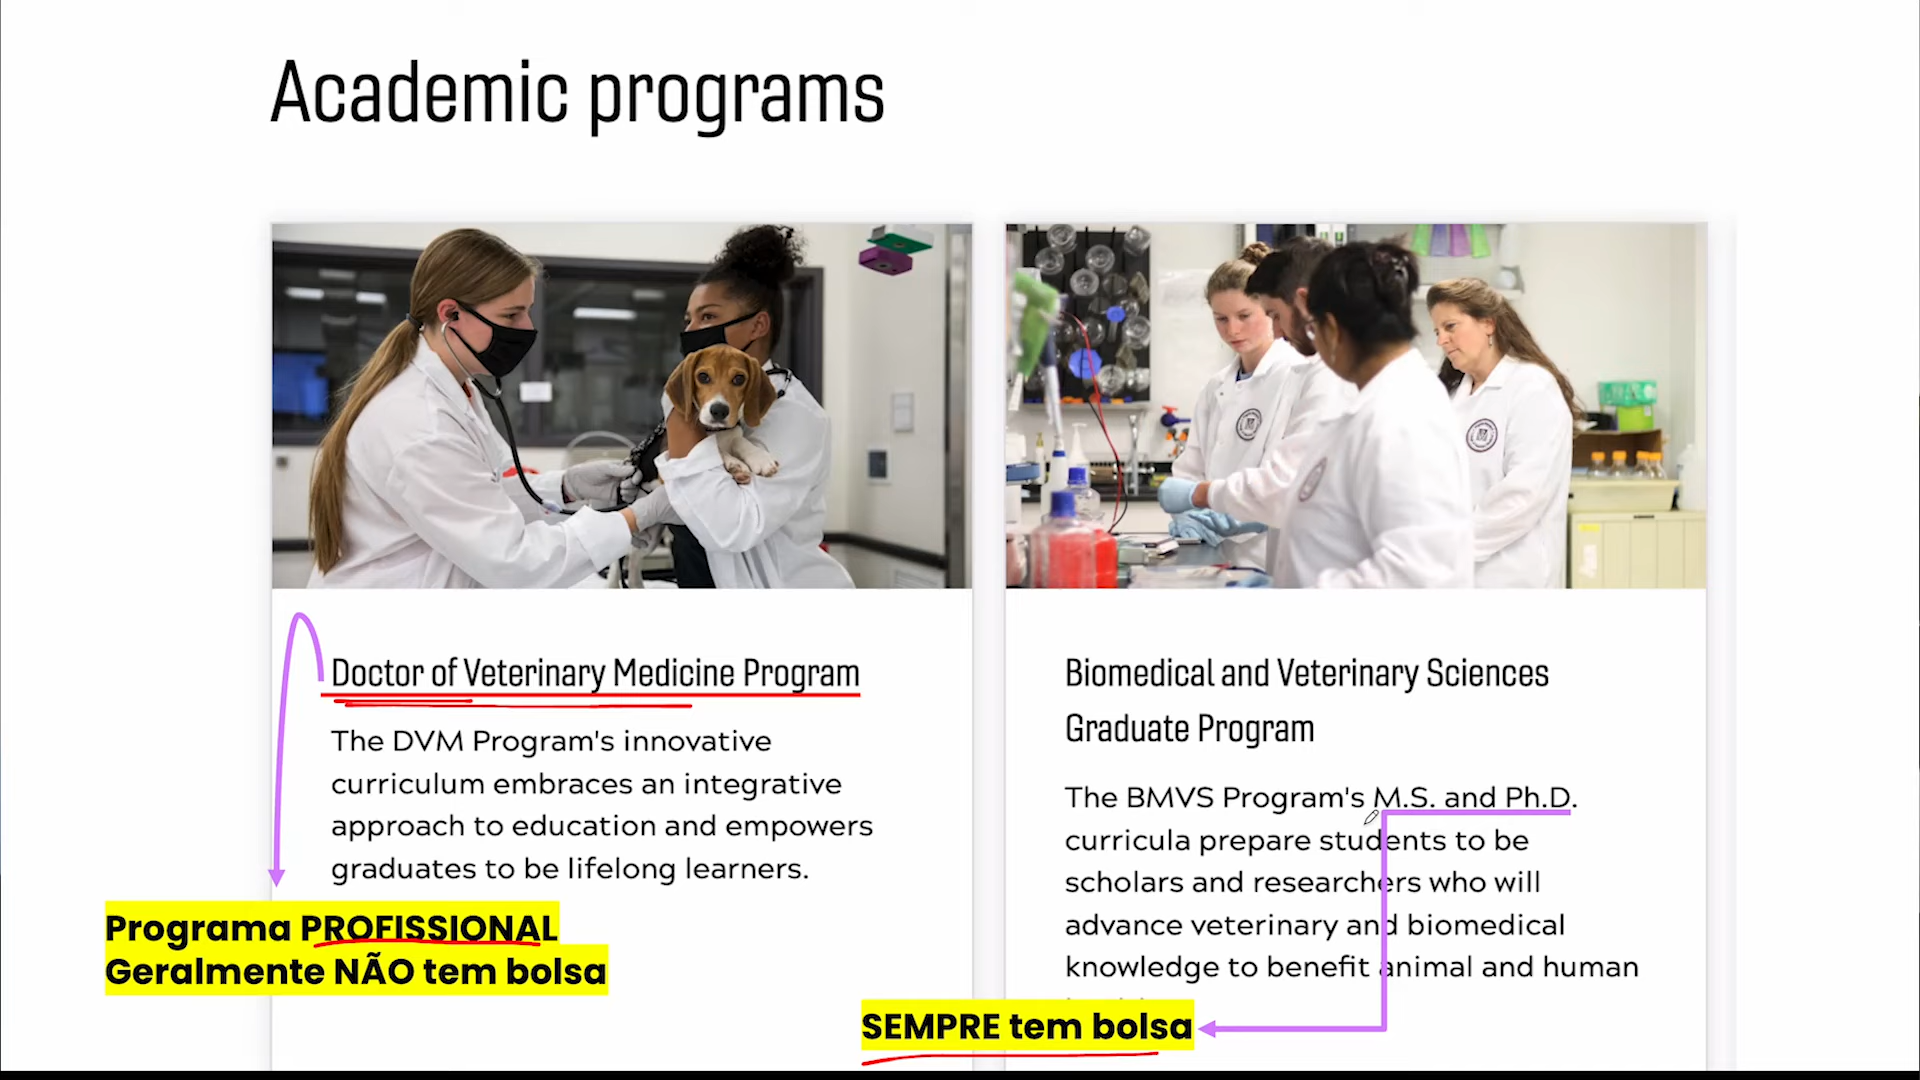 Academic programs
Doctor of Veterinary Medicine Program
The DVM Program's innovative
curriculum embraces an integrative
approach to education and empowers
graduates to be lifelong learners.
Programa PROFISSIONAL
Geralmente NÃO tem bolsa
Biomedical and Veterinary Sciences
Graduate Program
The BMVS Program's M.S. and Ph.D.
curricula prepare students to be
scholars and researchers who will
advance veterinary and biomedical
knowledge to benefit animal and human
SEMPRE tem bolsa